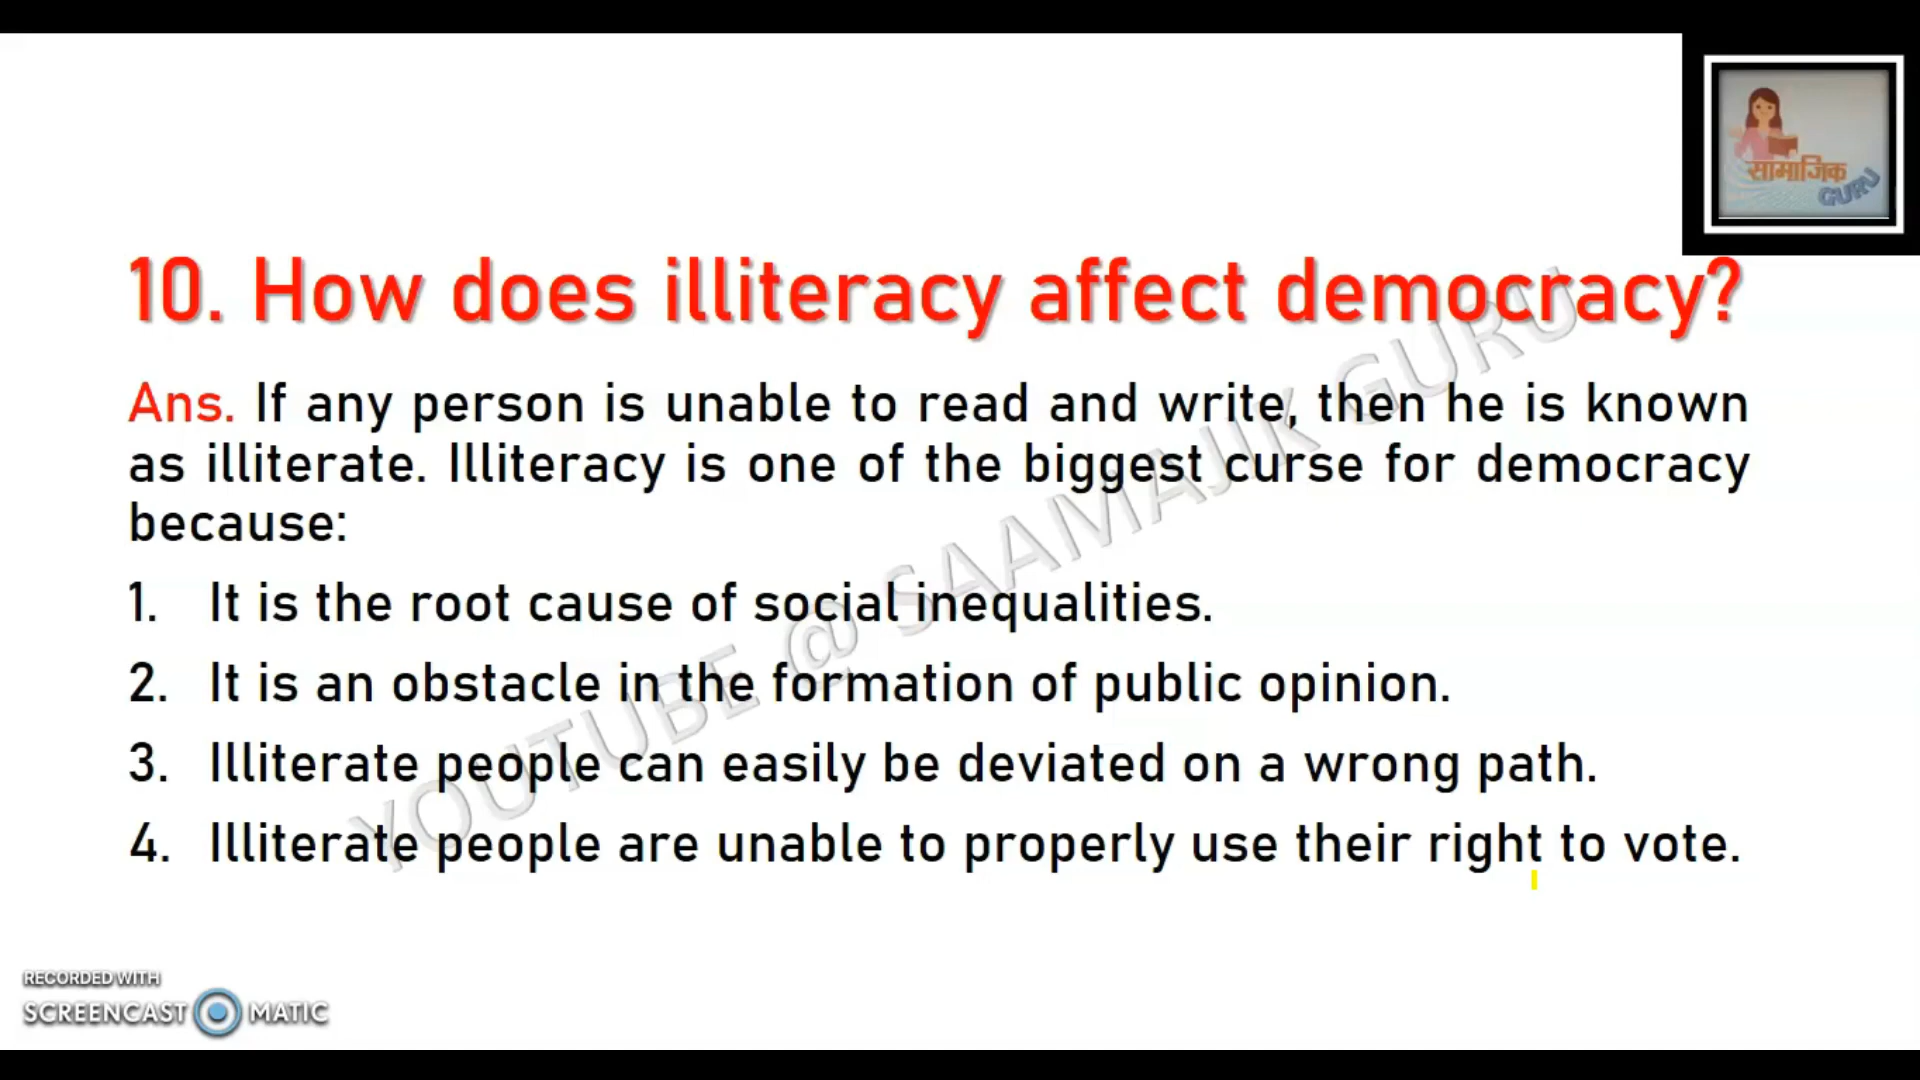 सामाजिक
GURU
10. How does illiteracy affect democracy?
Ans. If any person is unable to read and write, then he is known
as illiterate. Illiteracy is one of the biggest curse for democracy
because:
1. It is the root cause of social inequalities.
2. It is an obstacle in the formation of public opinion.
3. Illiterate people can easily be deviated on a wrong path.
4. Illiterate people are unable to properly use their right to vote.
YOUTUBE @ SAAMAJIK GURU
RECORDED WITH
SCREENCAST MATIC